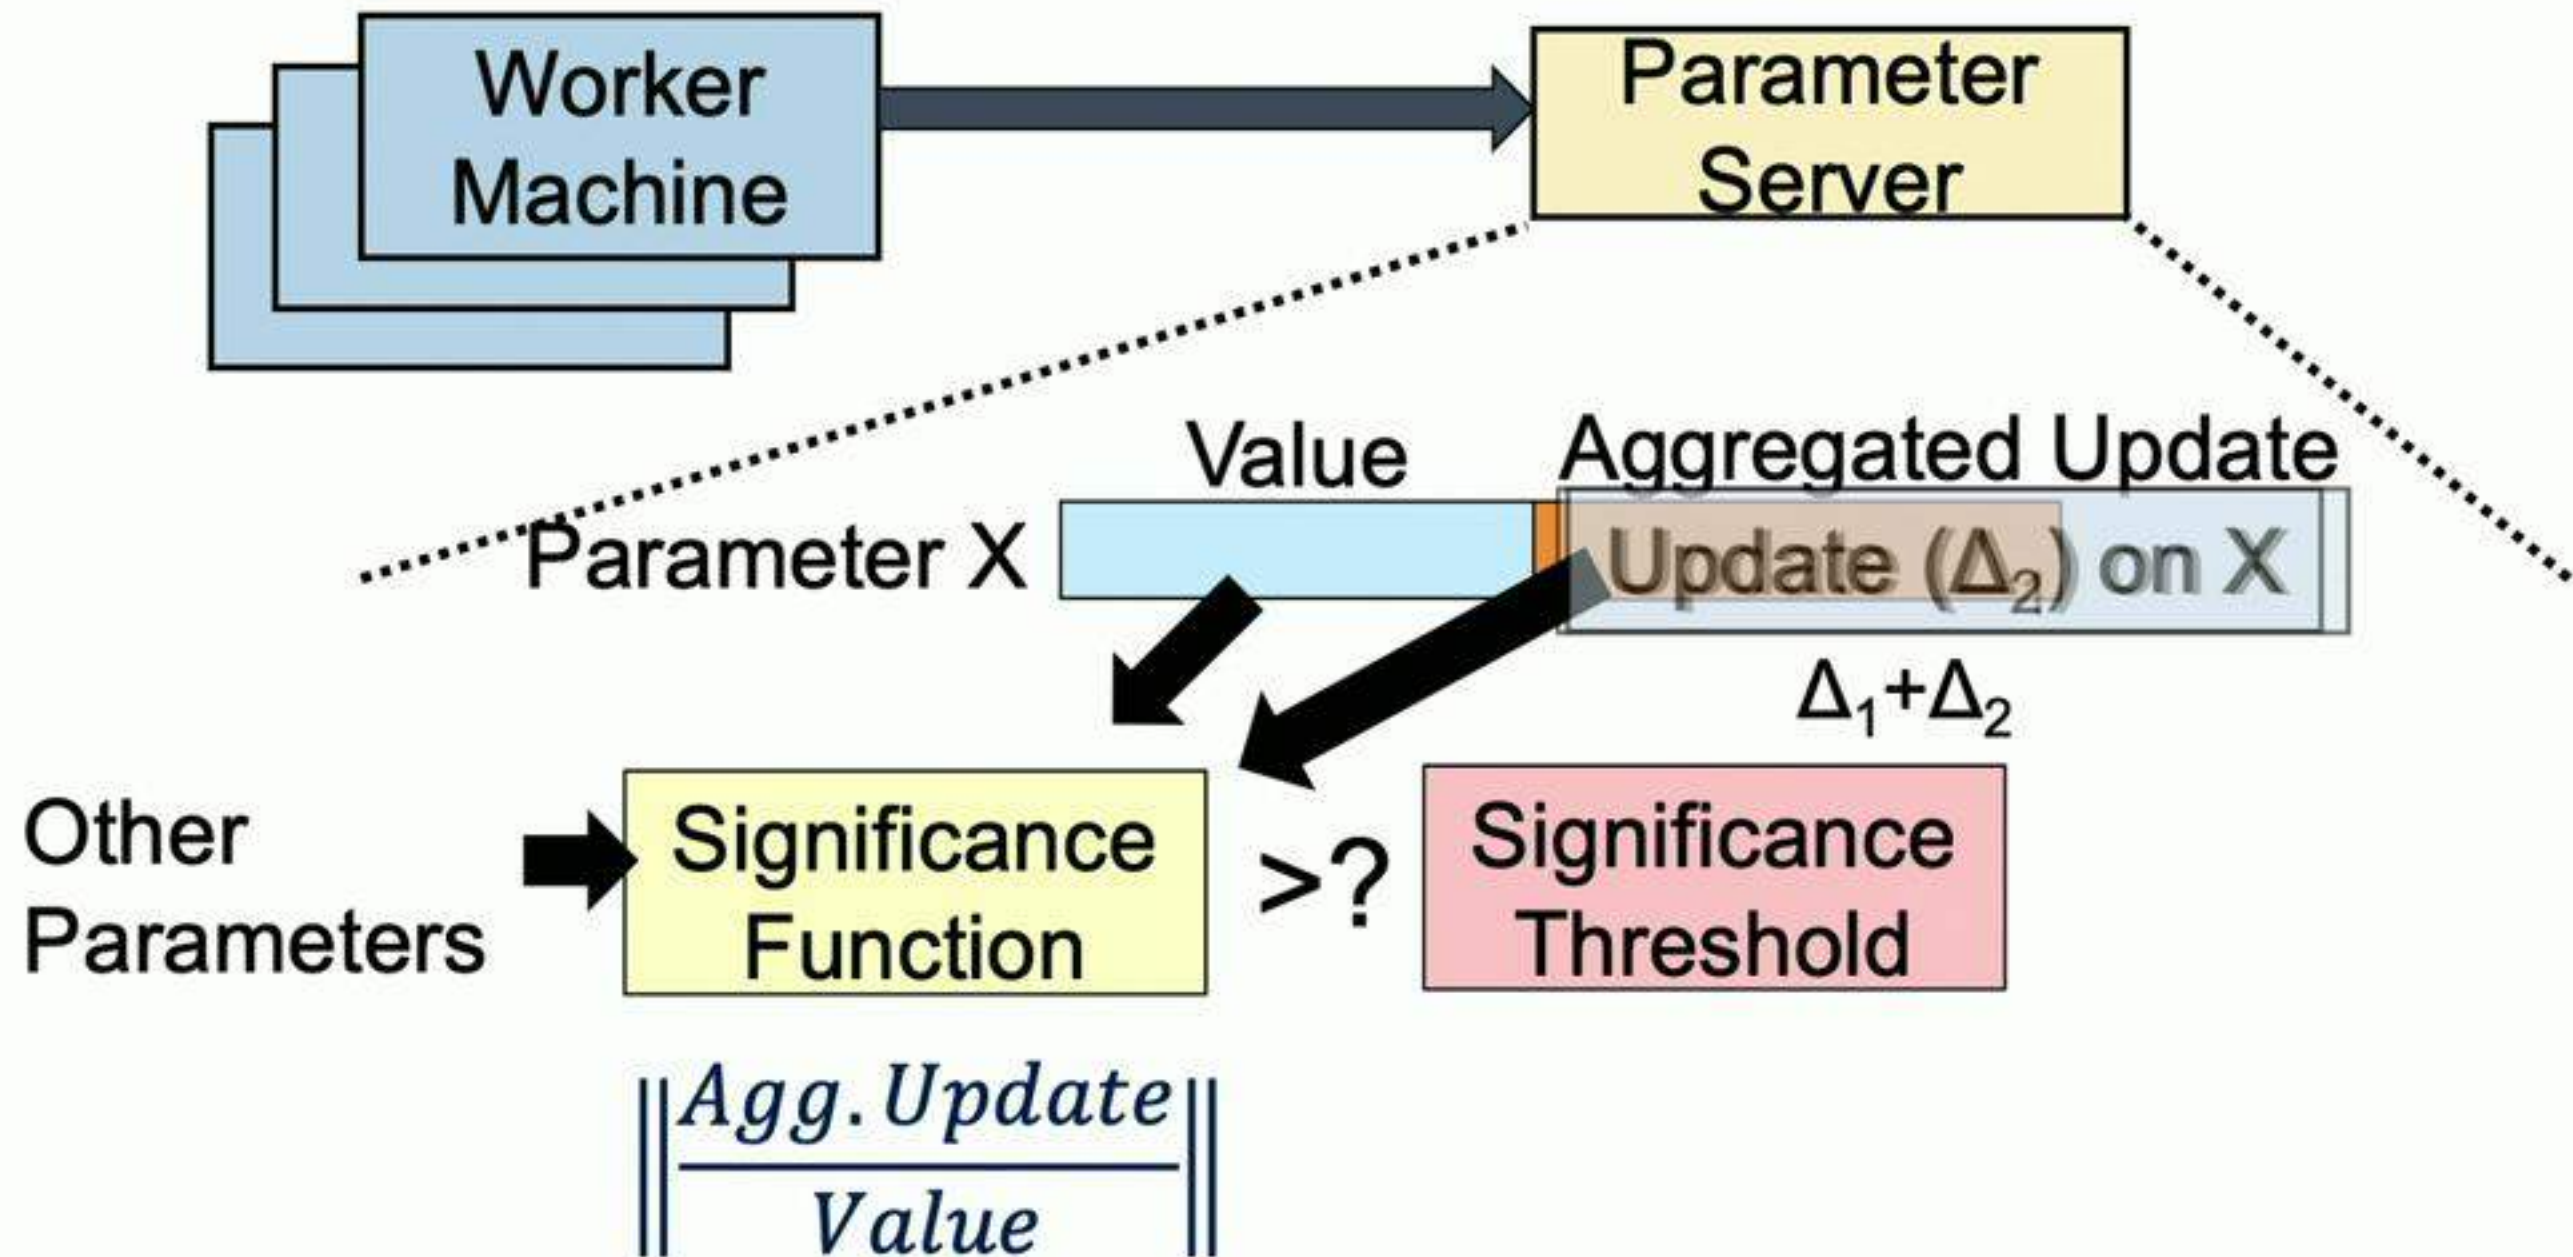 Worker
Machine
Parameter
Server
Value
Aggregated Update
Parameter X
Update (Δ₂) on X
Δ₁+Δ₂
Other
Parameters
Significance
Function
>?
Significance
Threshold
Agg. Update
Value